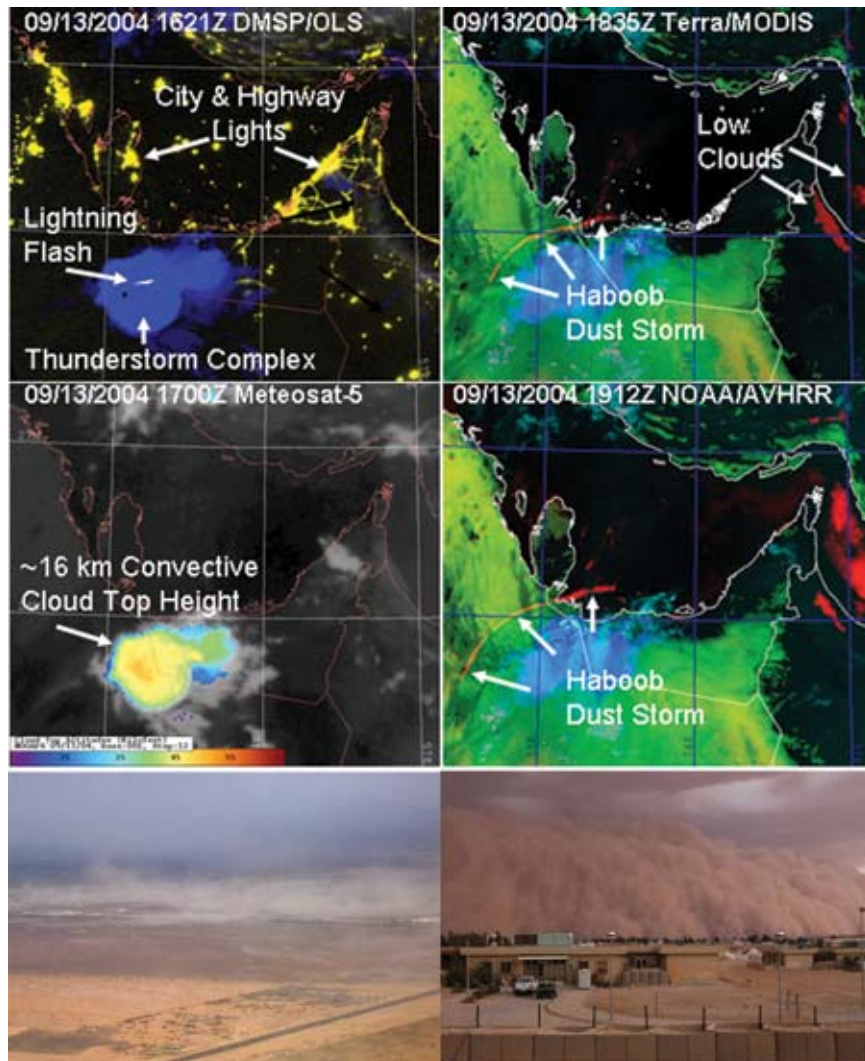 09/13/2004 1621Z DMSP/OLS
City & Highway
Lights
Lightning
Flash
Thunderstorm Complex
09/13/2004 1835Z Terra/MODIS
Low
Clouds
Haboob
Dust Storm
09/13/2004 1700Z Meteosat-5
~16 km Convective
Cloud Top Height
09/13/2004 1912Z NOAA/AVHRR
Haboob
Dust Storm